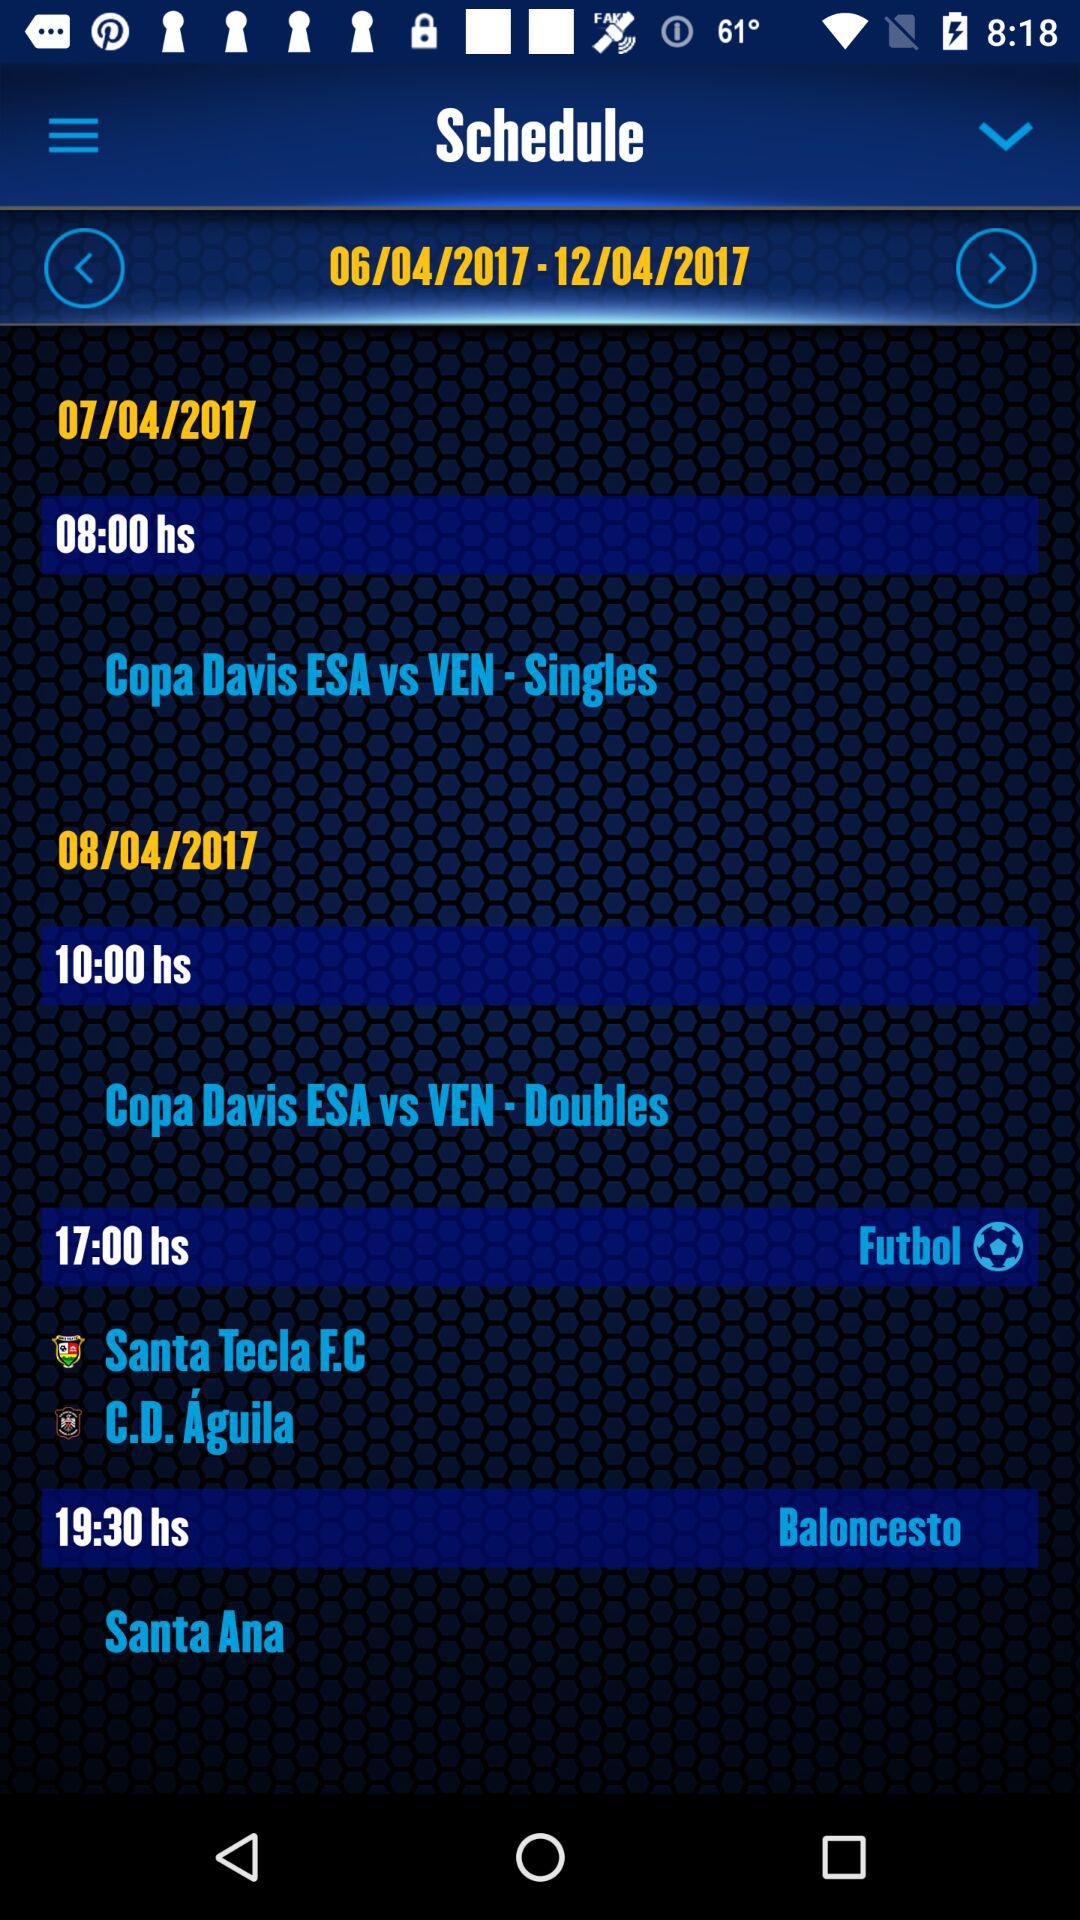 61° 8:18
Schedule
06/04/2017 - 12/04/2017
07/04/2017
08:00 hs
Copa Davis ESA vs VEN - Singles
08/04/2017
10:00 hs
Copa Davis ESA vs VEN - Doubles
17:00 hs Futbol
Santa Tecla F.C
C.D. Águila
19:30 hs Baloncesto
Santa Ana